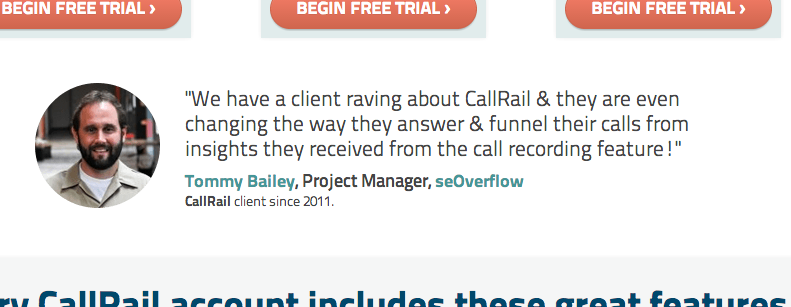 BEGIN FREE TRIAL ›
BEGIN FREE TRIAL ›
BEGIN FREE TRIAL ›
"We have a client raving about CallRail & they are even
changing the way they answer & funnel their calls from
insights they received from the call recording feature!"
Tommy Bailey, Project Manager, seOverflow
CallRail client since 2011.
ry CallRail account includes these great features